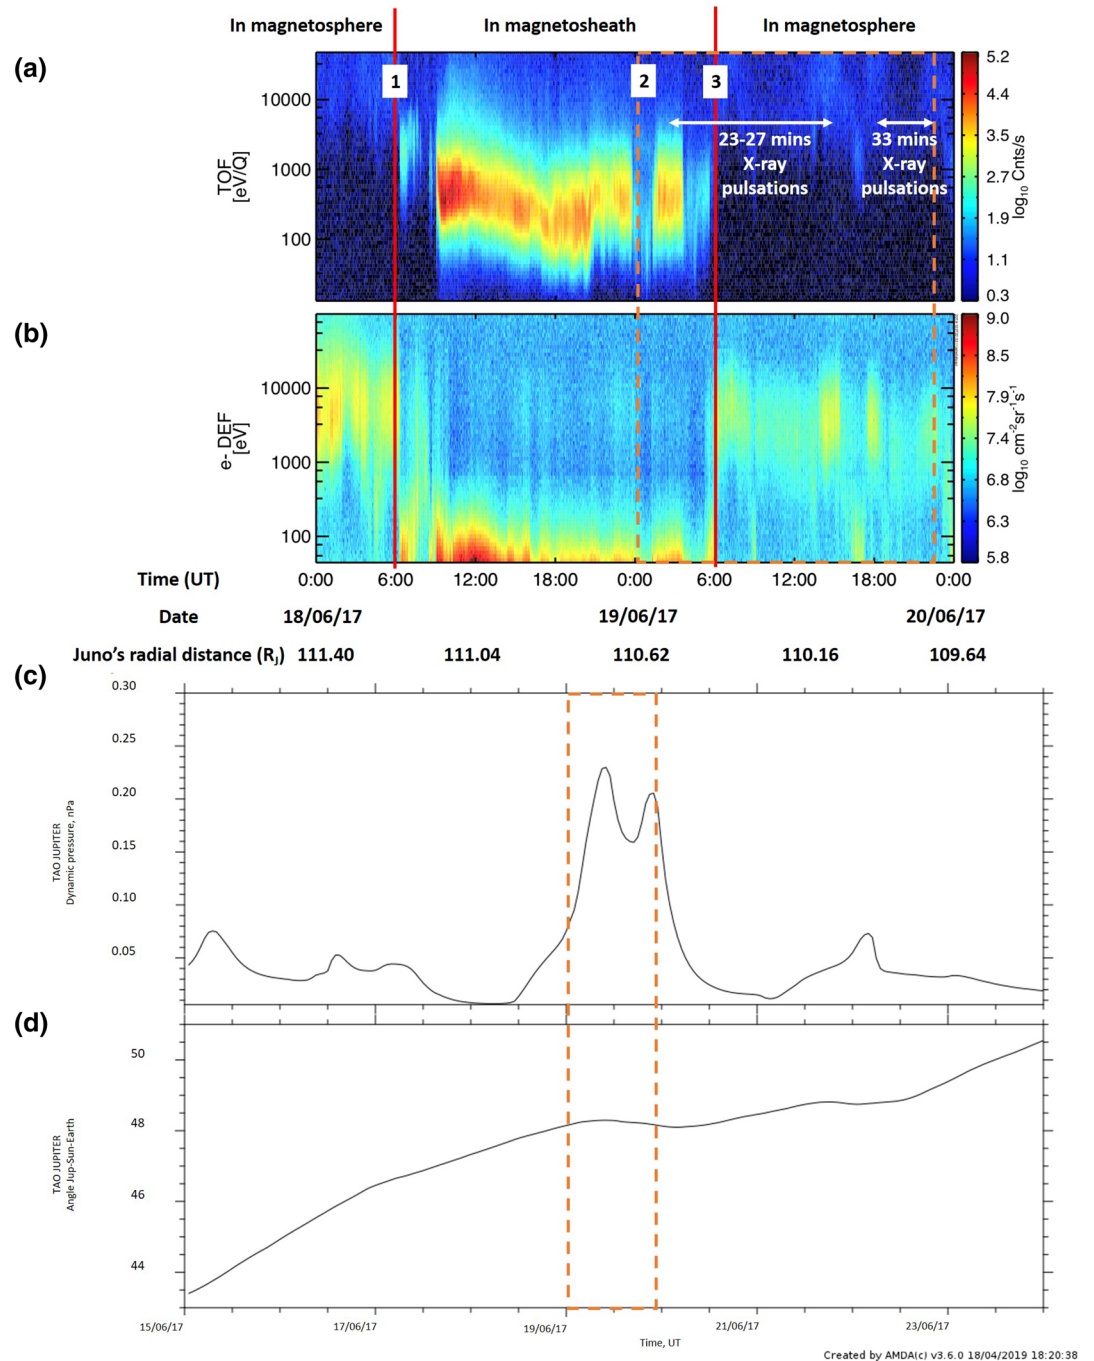 In magnetosphere In magnetosheath In magnetosphere
(a)
1 2 3
10000
1000
100
TOF
[eV/Q]
23-27 mins
X-ray
pulsations
33 mins
X-ray
pulsations
5.2
4.4
3.5
2.7
1.9
1.1
0.3
log10 Cnts/s
(b)
10000
1000
100
e- DEF
[eV]
9.0
8.5
7.9
7.4
6.8
6.3
5.8
log10 cm-2sr-1s-1
Time (UT) 0:00 6:00 12:00 18:00 0:00 6:00 12:00 18:00 0:00
Date 18/06/17 19/06/17 20/06/17
Juno's radial distance (RJ) 111.40 111.04 110.62 110.16 109.64
(c)
0.30
0.25
0.20
0.15
0.10
0.05
TAO JUPITER
Dynamic pressure, nPa
(d)
50
48
46
44
TAO JUPITER
Angle Jup-Sun-Earth
15/06/17 17/06/17 19/06/17 21/06/17 23/06/17
Time, UT
Created by AMDA(c) v3.6.0 18/04/2019 18:20:38